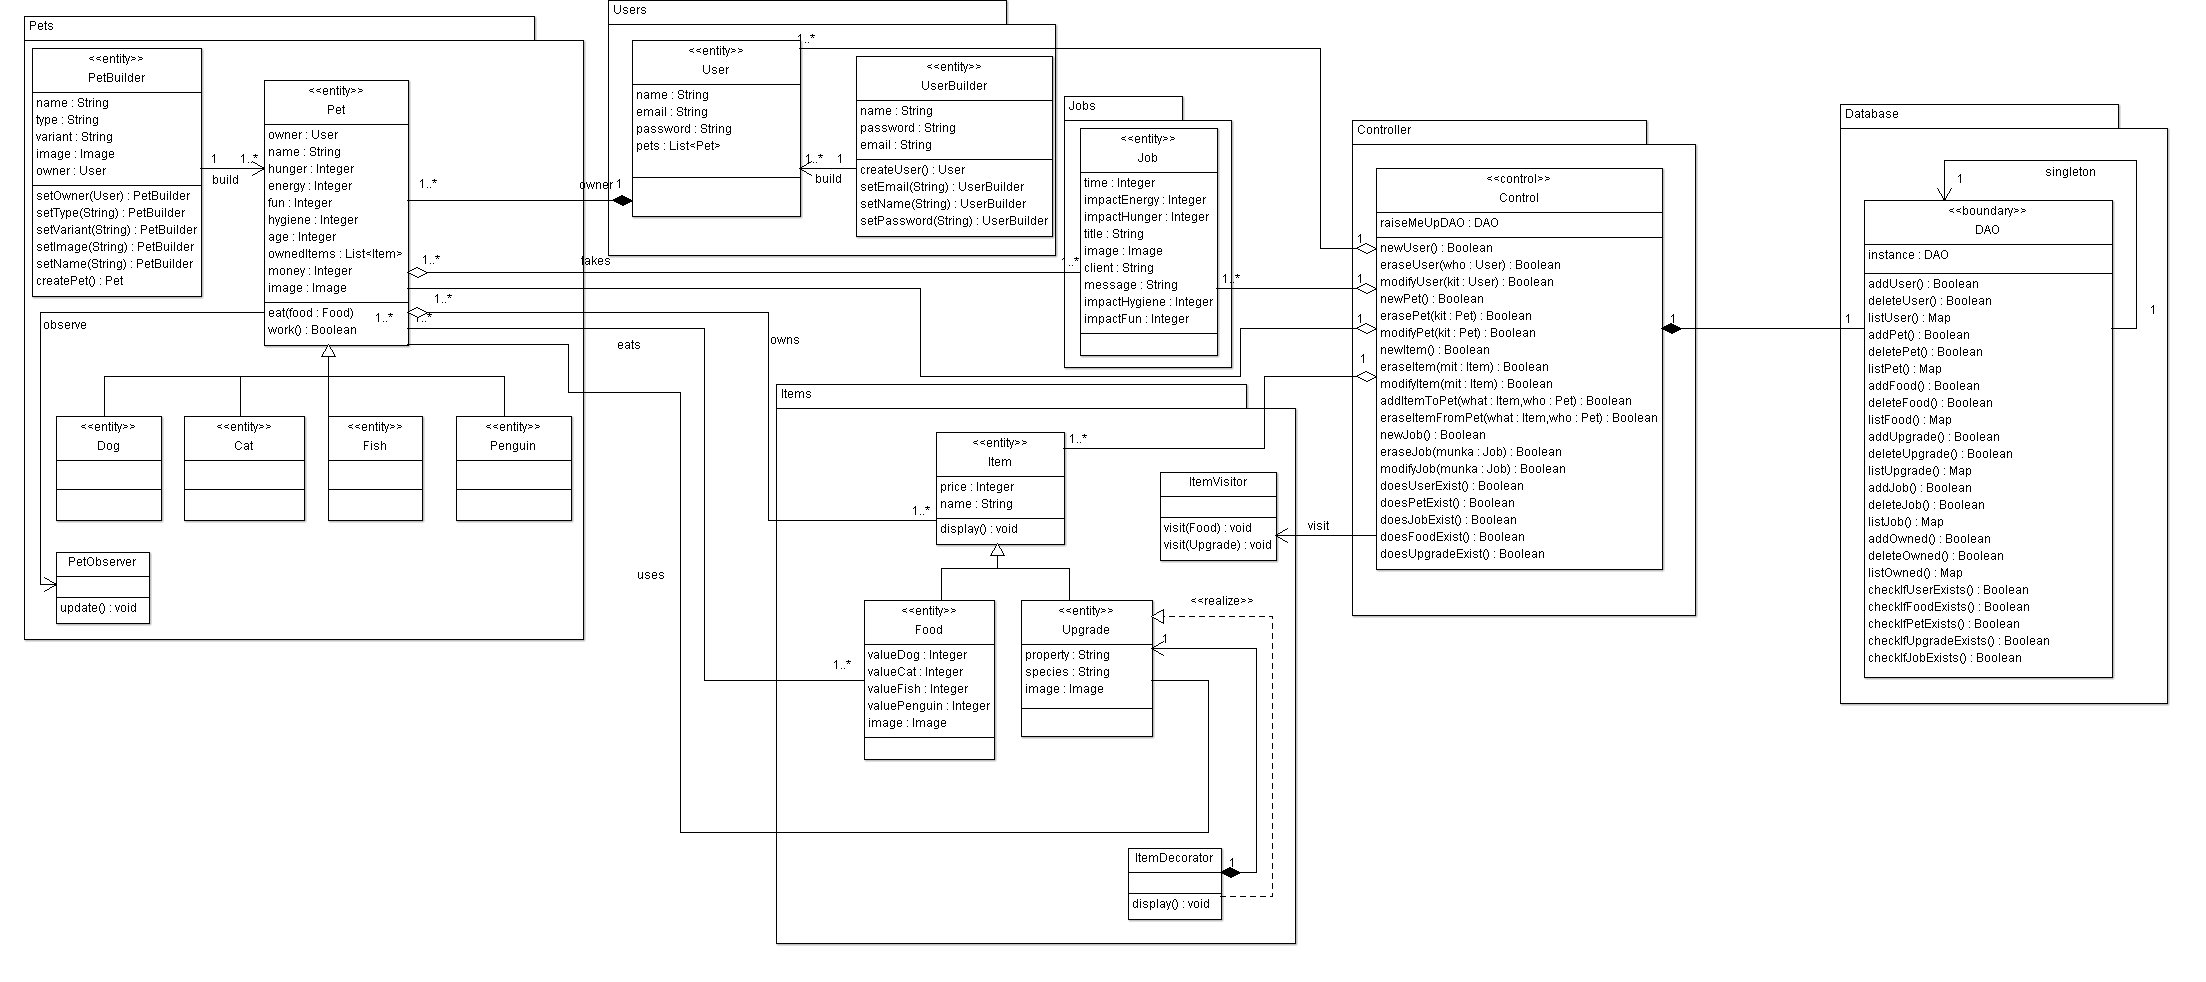 Pets
<<entity>>
PetBuilder
name : String
type : String
variant : String
image : Image
owner : User
setOwner(User) : PetBuilder
setType(String) : PetBuilder
setVariant(String) : PetBuilder
setImage(String) : PetBuilder
setName(String) : PetBuilder
createPet() : Pet
1
1..*
build
<<entity>>
Pet
owner : User
name : String
hunger : Integer
energy : Integer
fun : Integer
hygiene : Integer
age : Integer
ownedItems : List<Item>
money : Integer
image : Image
eat(food : Food)
work() : Boolean
observe
<<entity>>
Dog
<<entity>>
Cat
<<entity>>
Fish
<<entity>>
Penguin
PetObserver
update() : void
1..*
owner
1
1..*
takes
1..*
1..*
1..*
1..*
eats
owns
uses
Users
<<entity>>
User
name : String
email : String
password : String
pets : List<Pet>
1..*
1..*
1
build
<<entity>>
UserBuilder
name : String
password : String
email : String
createUser() : User
setEmail(String) : UserBuilder
setName(String) : UserBuilder
setPassword(String) : UserBuilder
Jobs
<<entity>>
Job
time : Integer
impactEnergy : Integer
impactHunger : Integer
title : String
image : Image
client : String
message : String
impactHygiene : Integer
impactFun : Integer
1..*
Items
<<entity>>
Item
price : Integer
name : String
display() : void
1..*
1..*
ItemVisitor
visit(Food) : void
visit(Upgrade) : void
visit
<<entity>>
Food
valueDog : Integer
valueCat : Integer
valueFish : Integer
valuePenguin : Integer
image : Image
1..*
<<entity>>
Upgrade
property : String
species : String
image : Image
<<realize>>
1
ItemDecorator
display() : void
1
Controller
<<control>>
Control
raiseMeUpDAO : DAO
newUser() : Boolean
eraseUser(who : User) : Boolean
modifyUser(kit : User) : Boolean
newPet() : Boolean
erasePet(kit : Pet) : Boolean
modifyPet(kit : Pet) : Boolean
newItem() : Boolean
eraseItem(mit : Item) : Boolean
modifyItem(mit : Item) : Boolean
addItemToPet(what : Item,who : Pet) : Boolean
eraseItemFromPet(what : Item,who : Pet) : Boolean
newJob() : Boolean
eraseJob(munka : Job) : Boolean
modifyJob(munka : Job) : Boolean
doesUserExist() : Boolean
doesPetExist() : Boolean
doesJobExist() : Boolean
doesFoodExist() : Boolean
doesUpgradeExist() : Boolean
1
1
1
1
1
1
Database
singleton
1
1
<<boundary>>
DAO
instance : DAO
addUser() : Boolean
deleteUser() : Boolean
listUser() : Map
addPet() : Boolean
deletePet() : Boolean
listPet() : Map
addFood() : Boolean
deleteFood() : Boolean
listFood() : Map
addUpgrade() : Boolean
deleteUpgrade() : Boolean
listUpgrade() : Map
addJob() : Boolean
deleteJob() : Boolean
listJob() : Map
addOwned() : Boolean
deleteOwned() : Boolean
listOwned() : Map
checkIfUserExists() : Boolean
checkIfFoodExists() : Boolean
checkIfPetExists() : Boolean
checkIfUpgradeExists() : Boolean
checkIfJobExists() : Boolean